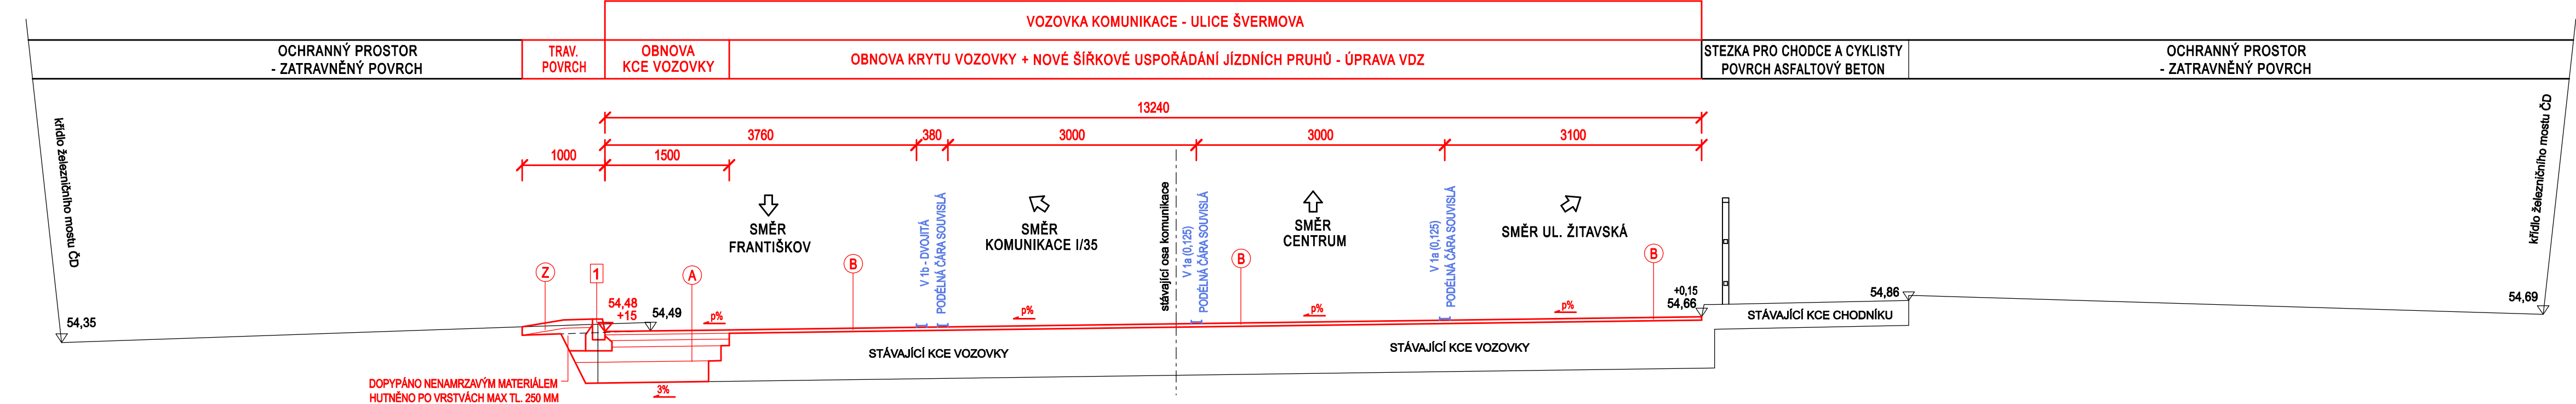 VOZOVKA KOMUNIKACE - ULICE ŠVERMOVA
OCHRANNÝ PROSTOR
- ZATRAVNĚNÝ POVRCH
TRAV.
POVRCH
OBNOVA
KCE VOZOVKY
OBNOVA KRYTU VOZOVKY + NOVÉ ŠÍŘKOVÉ USPOŘÁDÁNÍ JÍZDNÍCH PRUHŮ - ÚPRAVA VDZ
STEZKA PRO CHODCE A CYKLISTY
POVRCH ASFALTOVÝ BETON
OCHRANNÝ PROSTOR
- ZATRAVNĚNÝ POVRCH
13240
3760
380
3000
3000
3100
1000
1500
křídlo železničního mostu ČD
SMĚR
FRANTIŠKOV
V 1b - DVOJITÁ
PODÉLNÁ ČÁRA SOUVISLÁ
SMĚR
KOMUNIKACE I/35
stávající osa komunikace
V 1a (0,125)
PODÉLNÁ ČÁRA SOUVISLÁ
SMĚR
CENTRUM
V 1a (0,125)
PODÉLNÁ ČÁRA SOUVISLÁ
SMĚR UL. ŽITAVSKÁ
křídlo železničního mostu ČD
Z
1
A
B
B
B
54,35
54,48
+15
54,49
p%
p%
p%
p%
+0,15
54,66
54,86
54,69
STÁVAJÍCÍ KCE CHODNÍKU
STÁVAJÍCÍ KCE VOZOVKY
STÁVAJÍCÍ KCE VOZOVKY
DOPYPÁNO NENAMRZAVÝM MATERIÁLEM
HUTNĚNO PO VRSTVÁCH MAX TL. 250 MM
3%